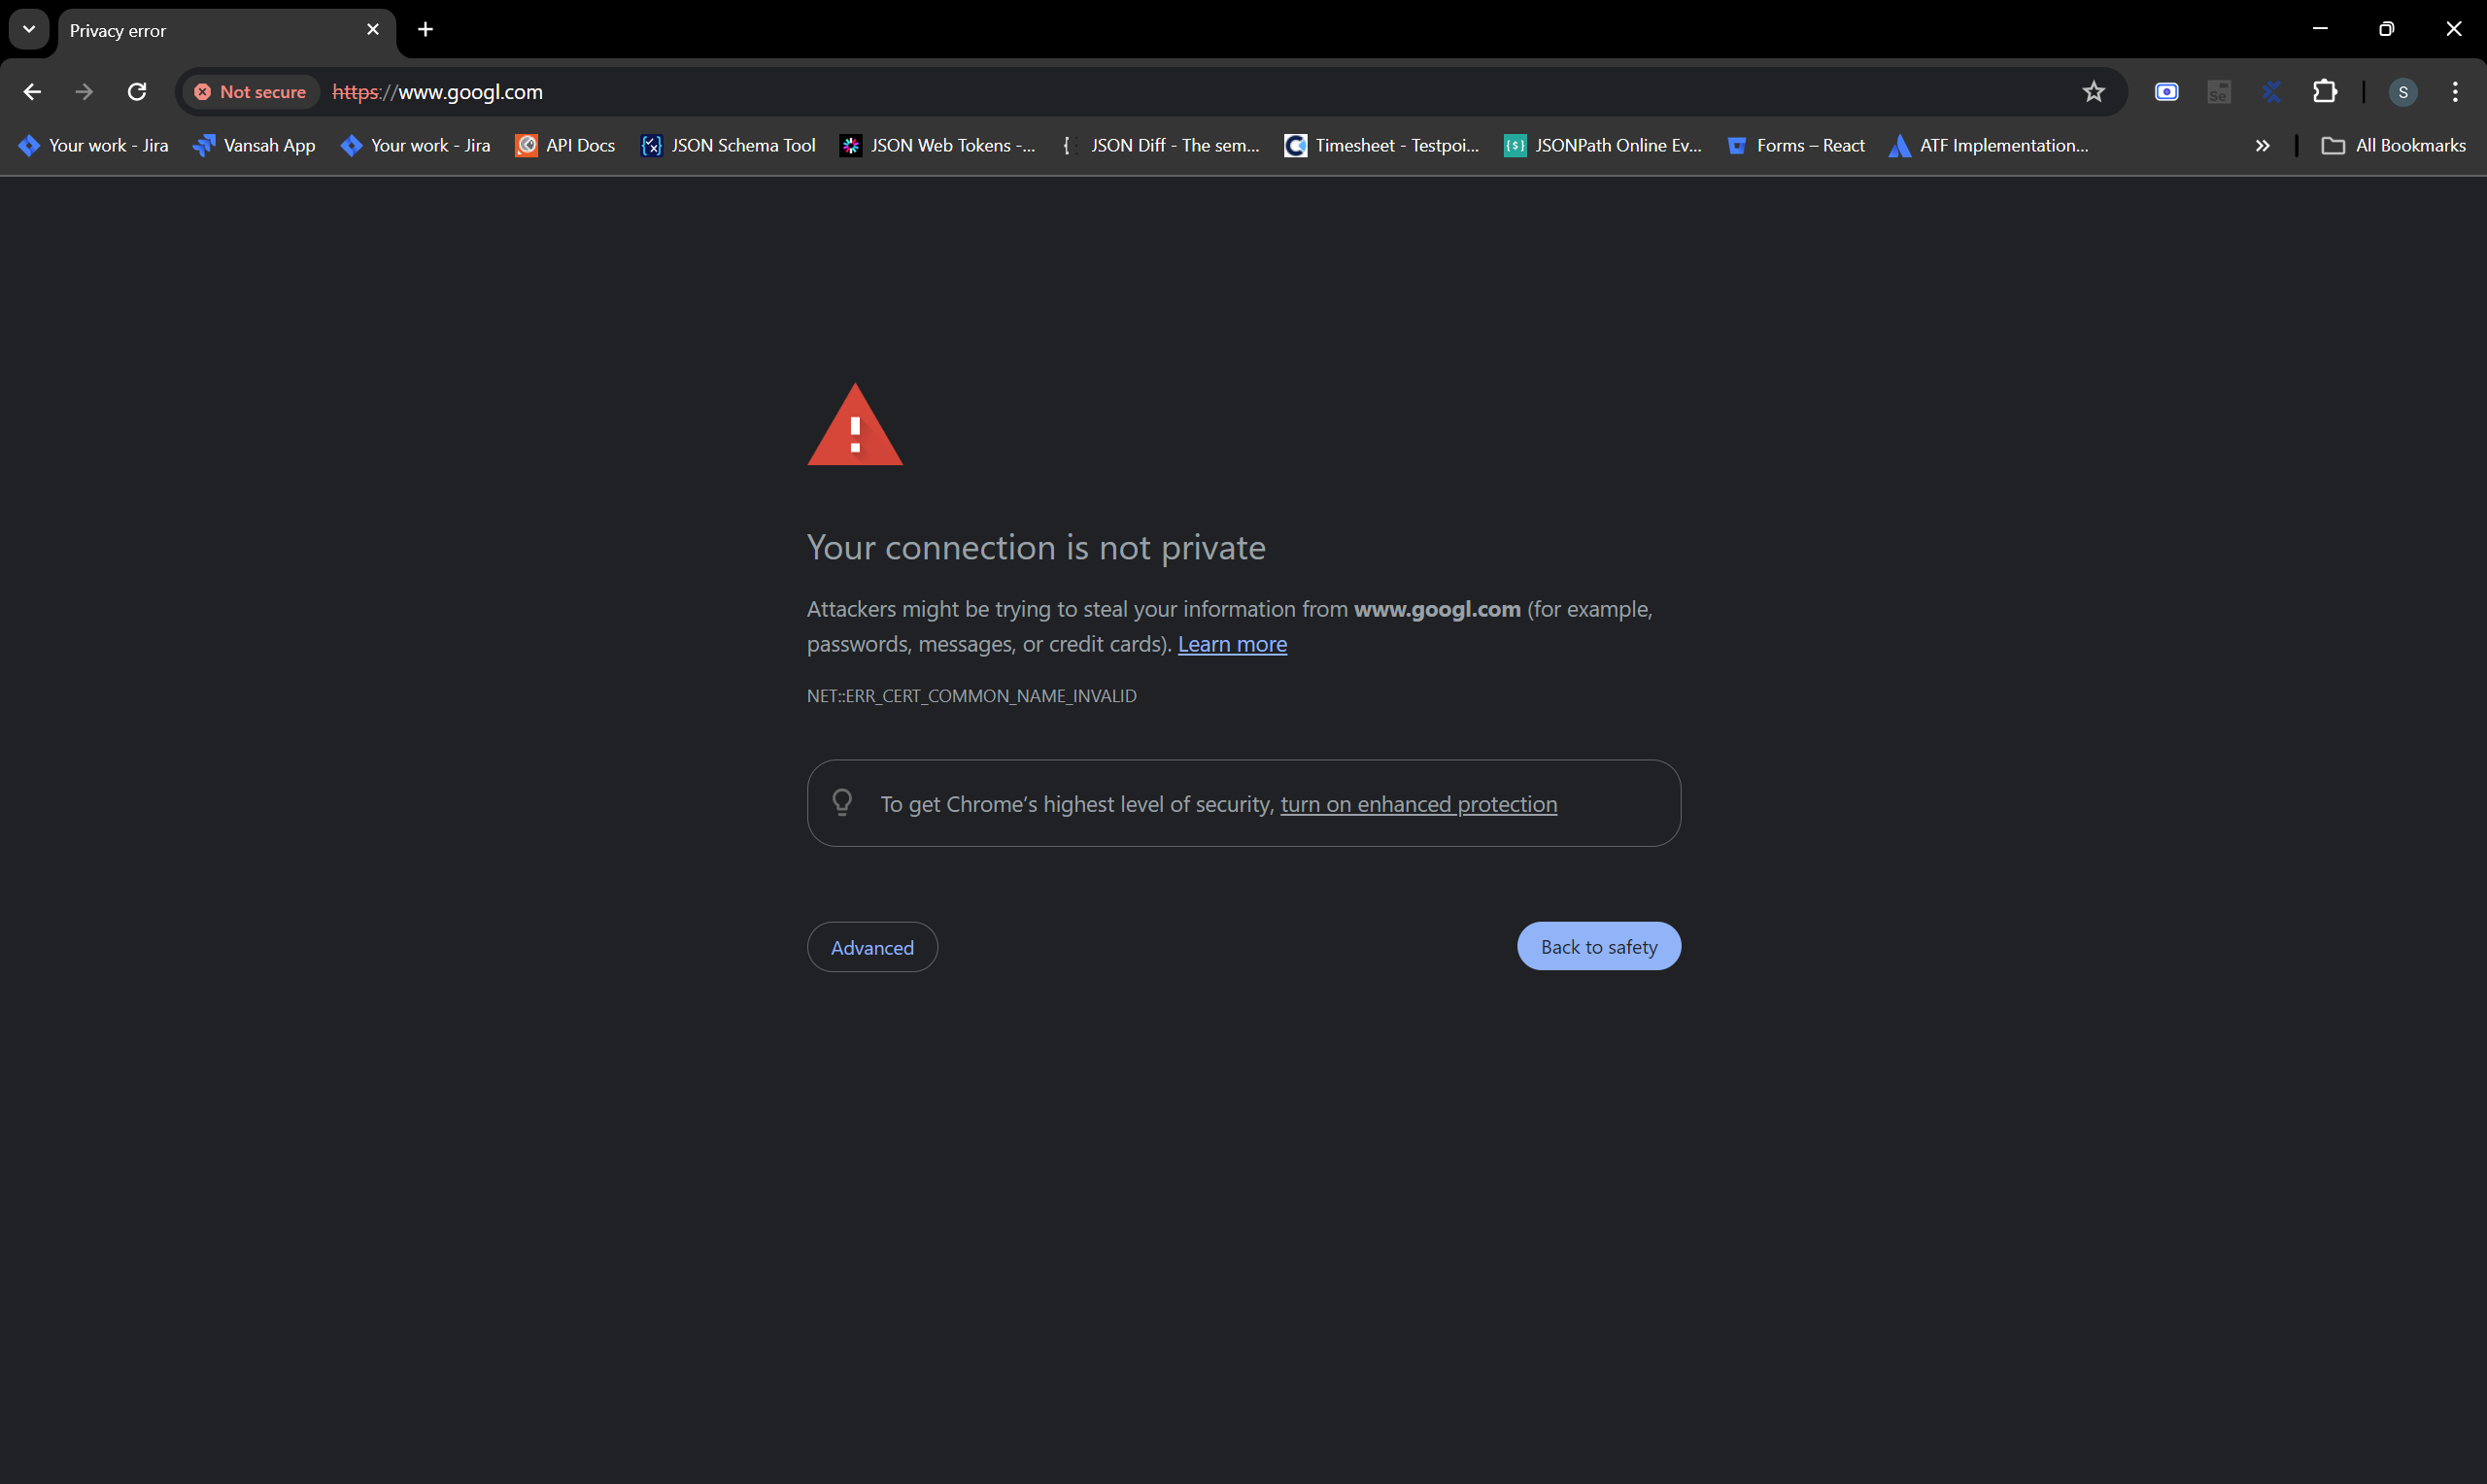 Privacy error
Not secure https://www.googl.com
S
Your work - Jira Vansah App Your work - Jira API Docs JSON Schema Tool JSON Web Tokens -... JSON Diff - The sem... Timesheet - Testpoi... JSONPath Online Ev... Forms – React ATF Implementation... All Bookmarks
Your connection is not private
Attackers might be trying to steal your information from www.googl.com (for example,
passwords, messages, or credit cards). Learn more
NET::ERR_CERT_COMMON_NAME_INVALID
To get Chrome’s highest level of security, turn on enhanced protection
Advanced Back to safety